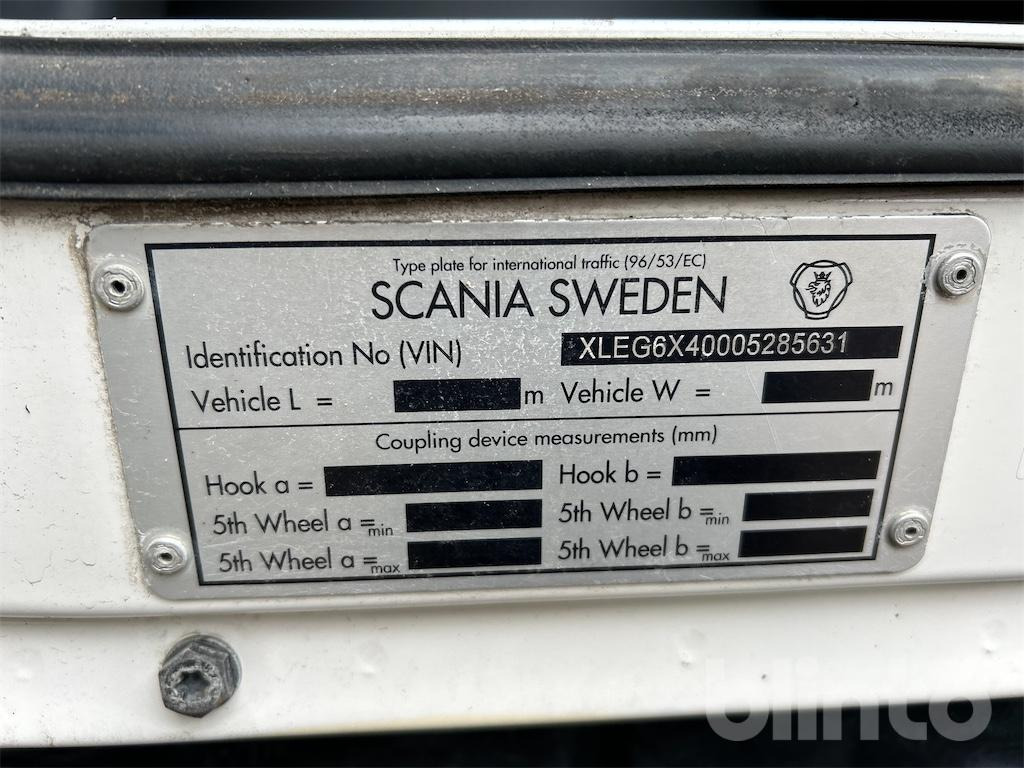 Type plate for international traffic (96/53/EC)
SCANIA SWEDEN
Identification No (VIN) XLEG6X40005285631
Vehicle L = m Vehicle W = m
Coupling device measurements (mm)
Hook a = Hook b =
5th Wheel a =min 5th Wheel b =min
5th Wheel a =max 5th Wheel b =max
blinto